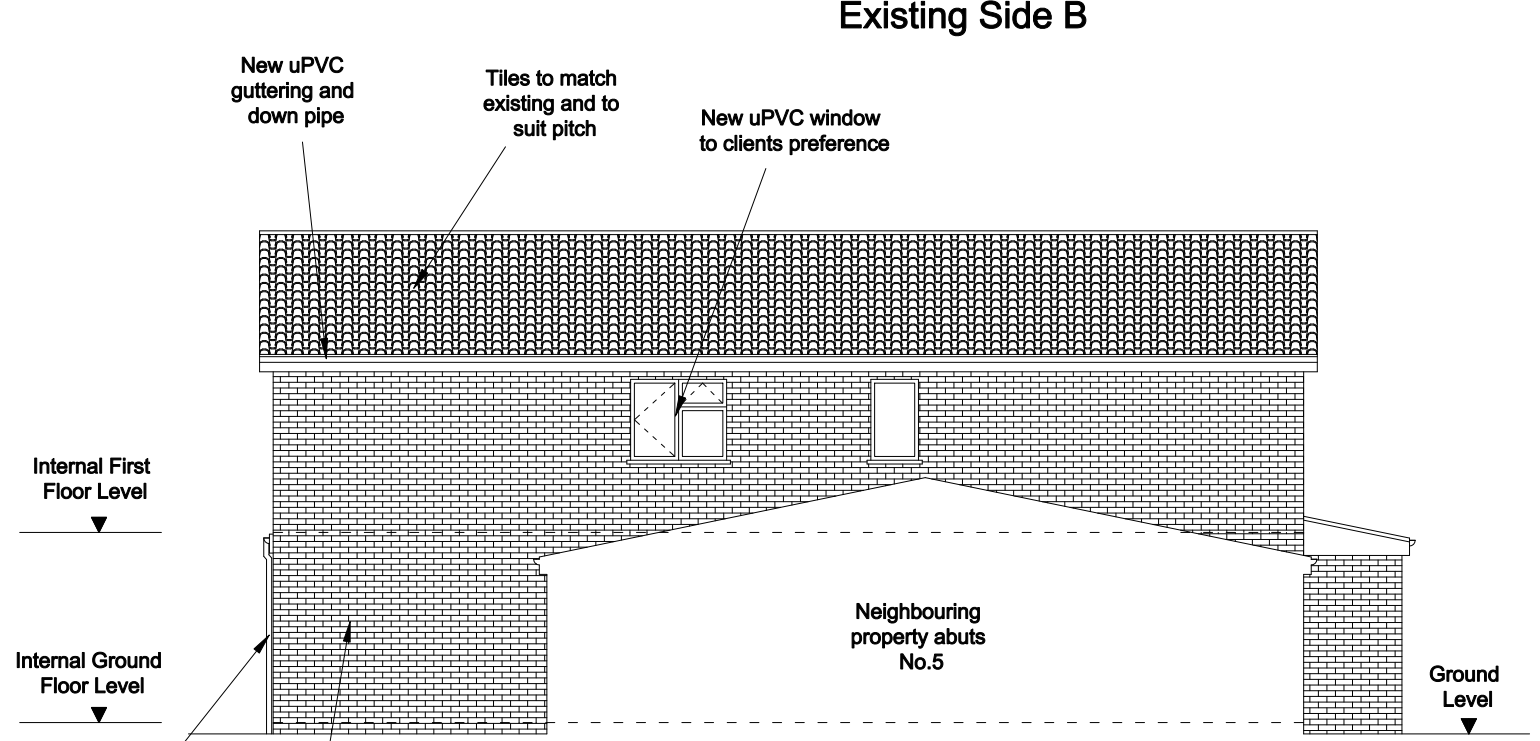 Existing Side B
New uPVC
guttering and
down pipe
Tiles to match
existing and to
suit pitch
New uPVC window
to clients preference
Internal First
Floor Level
Neighbouring
property abuts
No.5
Internal Ground
Floor Level
Ground
Level